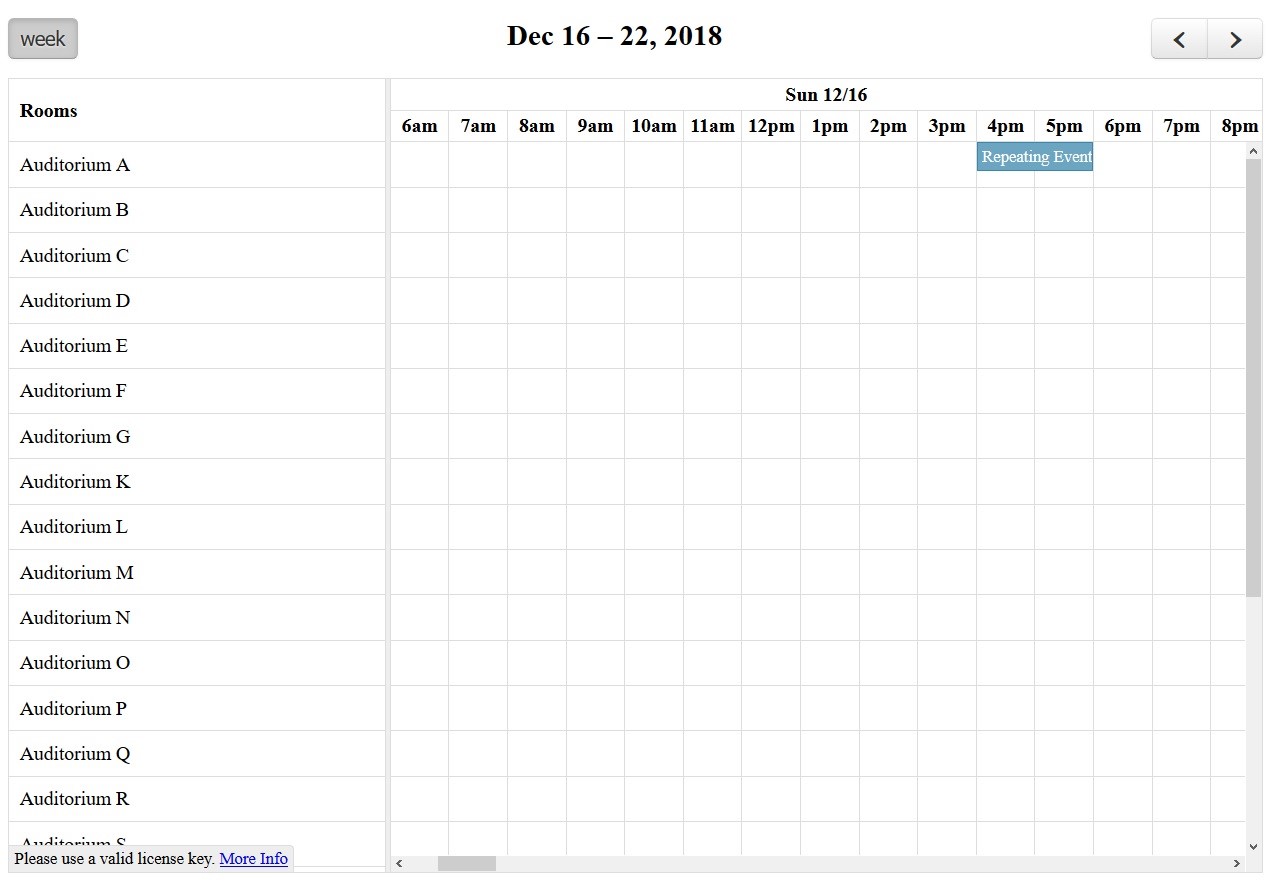 week
Dec 16 – 22, 2018
Rooms
Sun 12/16
6am 7am 8am 9am 10am 11am 12pm 1pm 2pm 3pm 4pm 5pm 6pm 7pm 8pm
Auditorium A
Repeating Event
Auditorium B
Auditorium C
Auditorium D
Auditorium E
Auditorium F
Auditorium G
Auditorium K
Auditorium L
Auditorium M
Auditorium N
Auditorium O
Auditorium P
Auditorium Q
Auditorium R
Auditorium S
Please use a valid license key. More Info